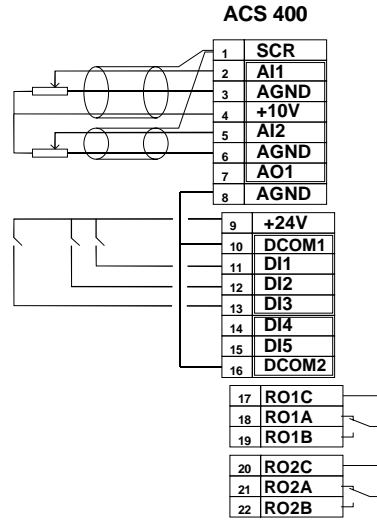 ACS 400
1 SCR
2 AI1
3 AGND
4 +10V
5 AI2
6 AGND
7 AO1
8 AGND
9 +24V
10 DCOM1
11 DI1
12 DI2
13 DI3
14 DI4
15 DI5
16 DCOM2
17 RO1C
18 RO1A
19 RO1B
20 RO2C
21 RO2A
22 RO2B